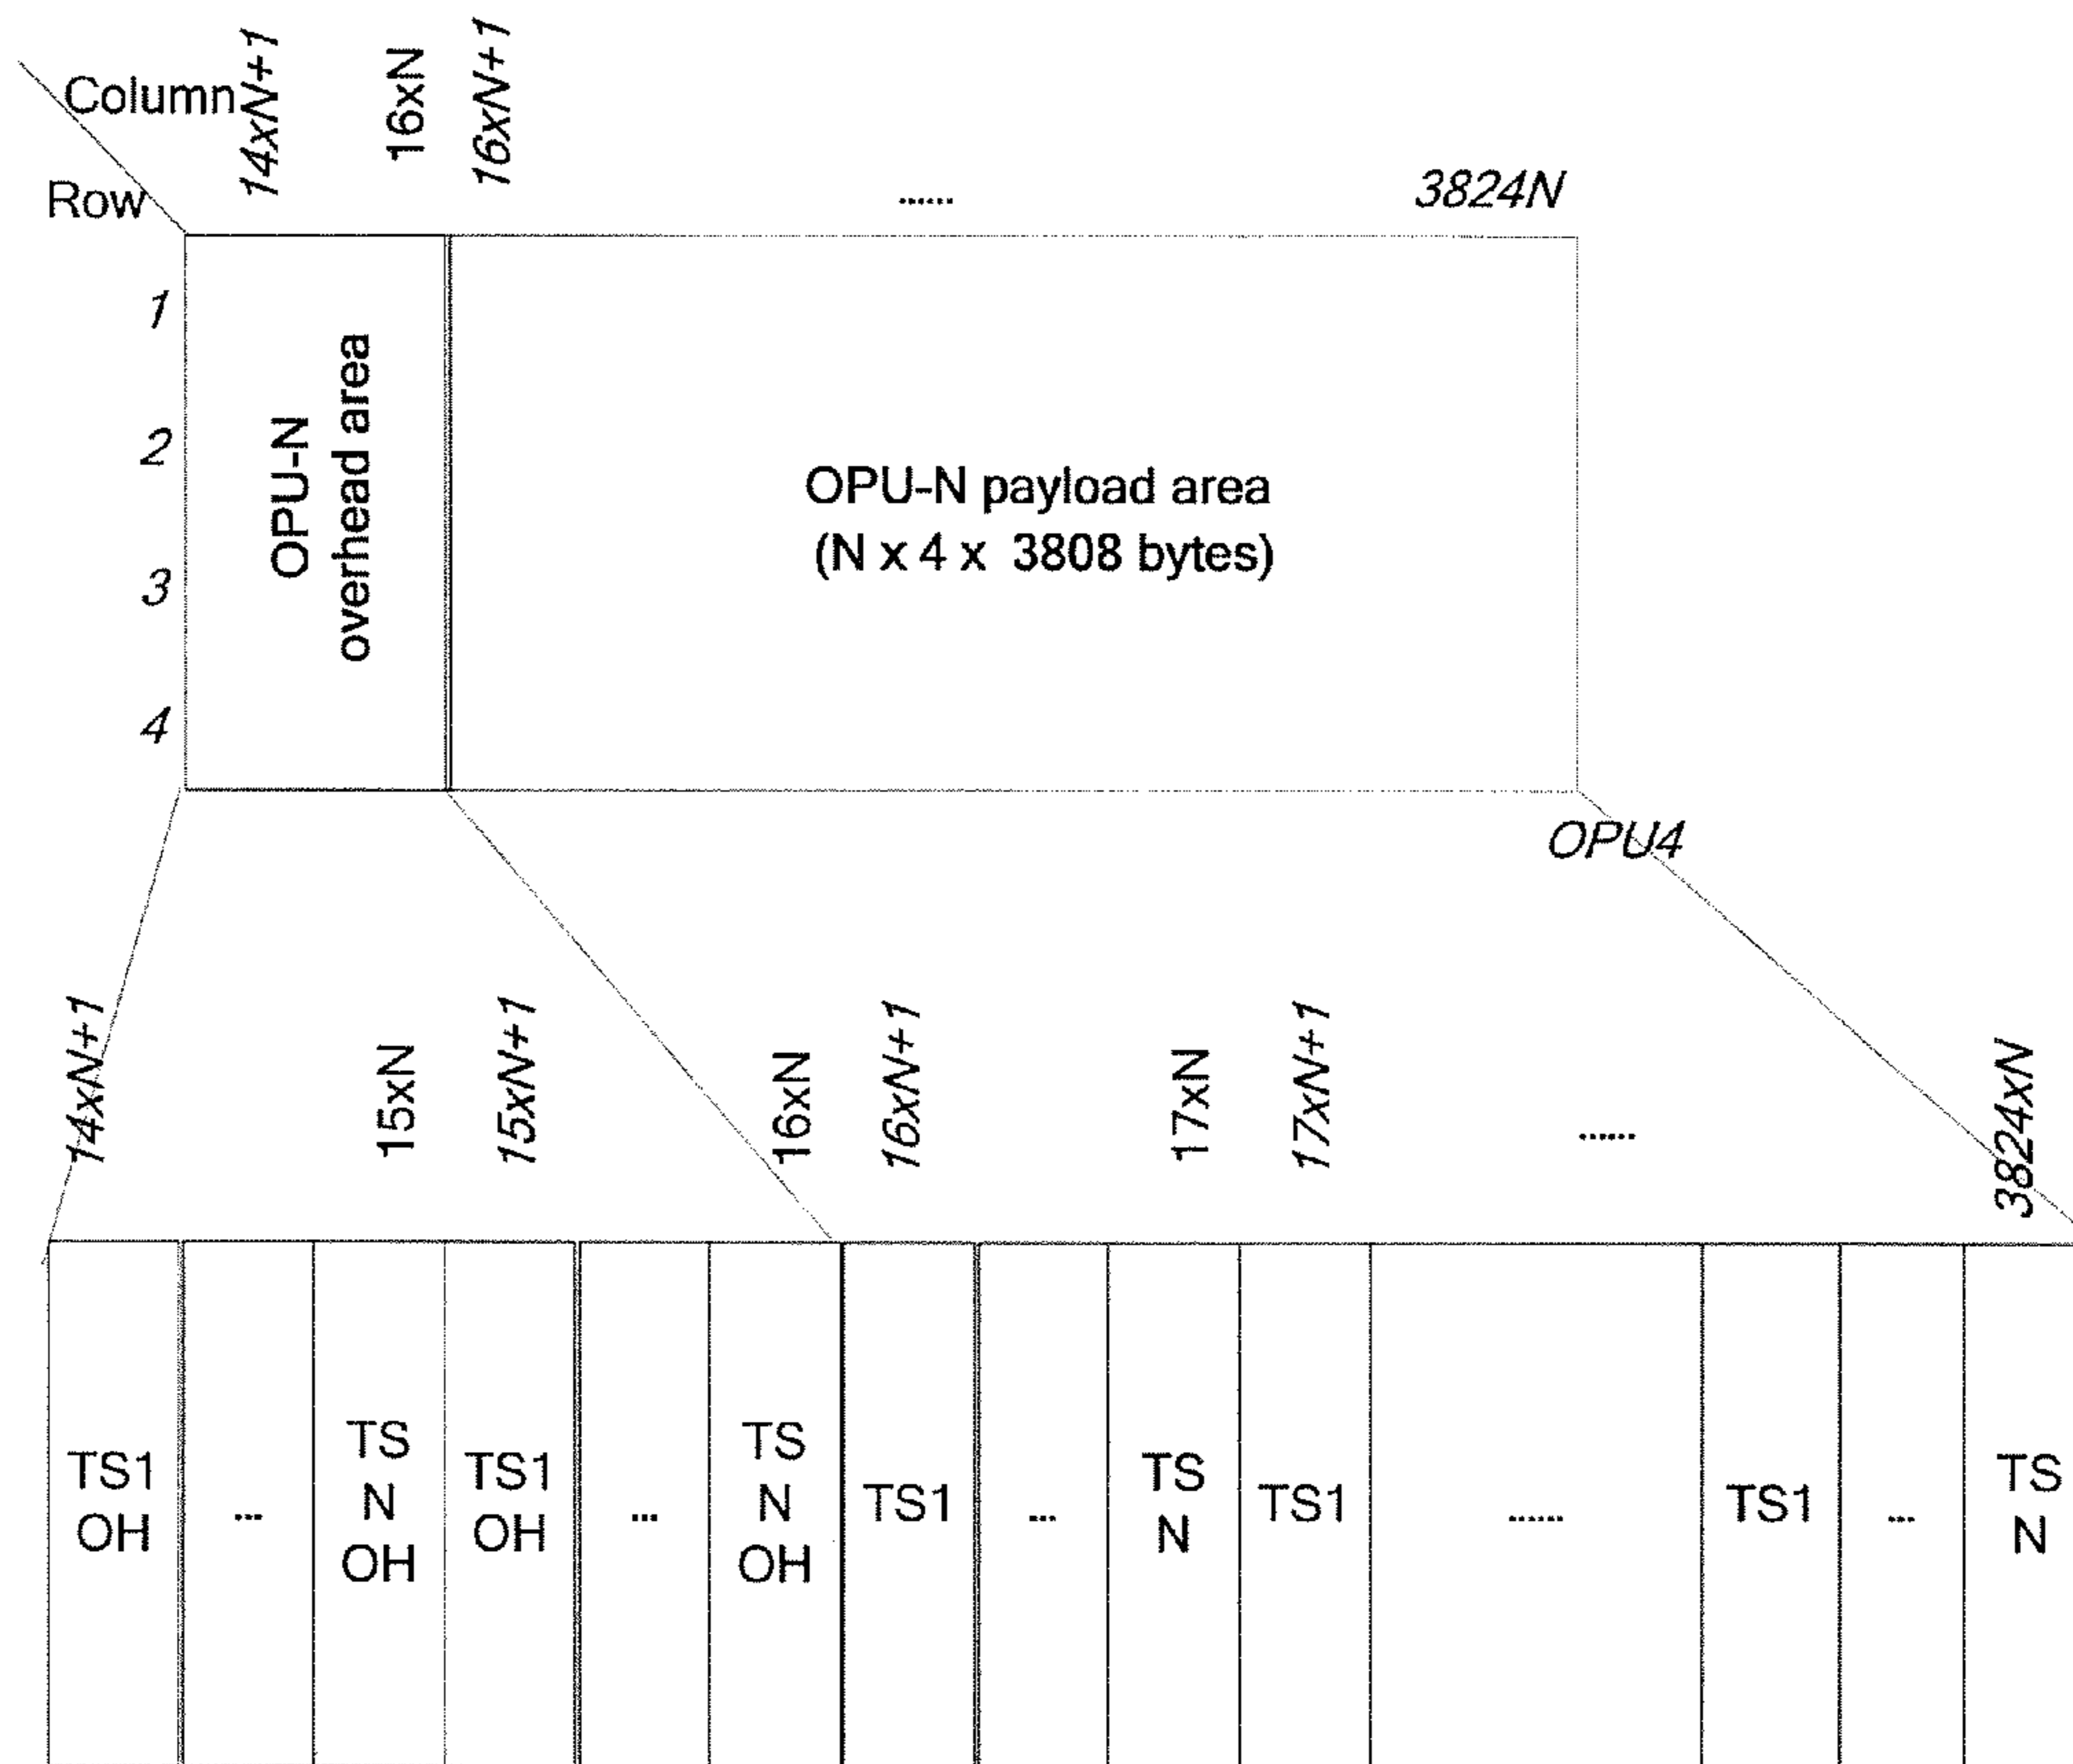 Column
14xN+1
16xN
16xN+1
Row
......
3824N
1
2
3
4
OPU-N
overhead area
OPU-N payload area
(N x 4 x 3808 bytes)
OPU4
14xN+1
15xN
15xN+1
16xN
16xN+1
17xN
17xN+1
......
3824xN
TS1
OH
...
TS
N
OH
TS1
OH
...
TS
N
OH
TS1
...
TS
N
TS1
......
TS1
...
TS
N